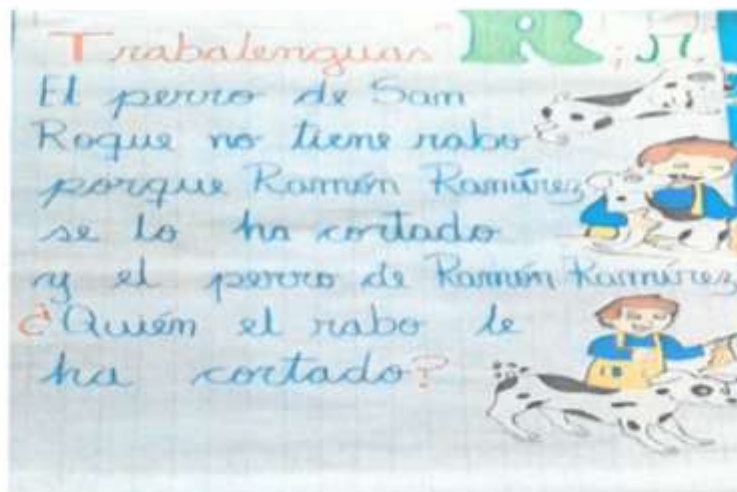 Trabalenguas R; r
El perro de San
Roque no tiene rabo
porque Ramón Ramírez
se lo ha cortado
y el perro de Ramón Ramírez
¿Quién el rabo le
ha cortado?